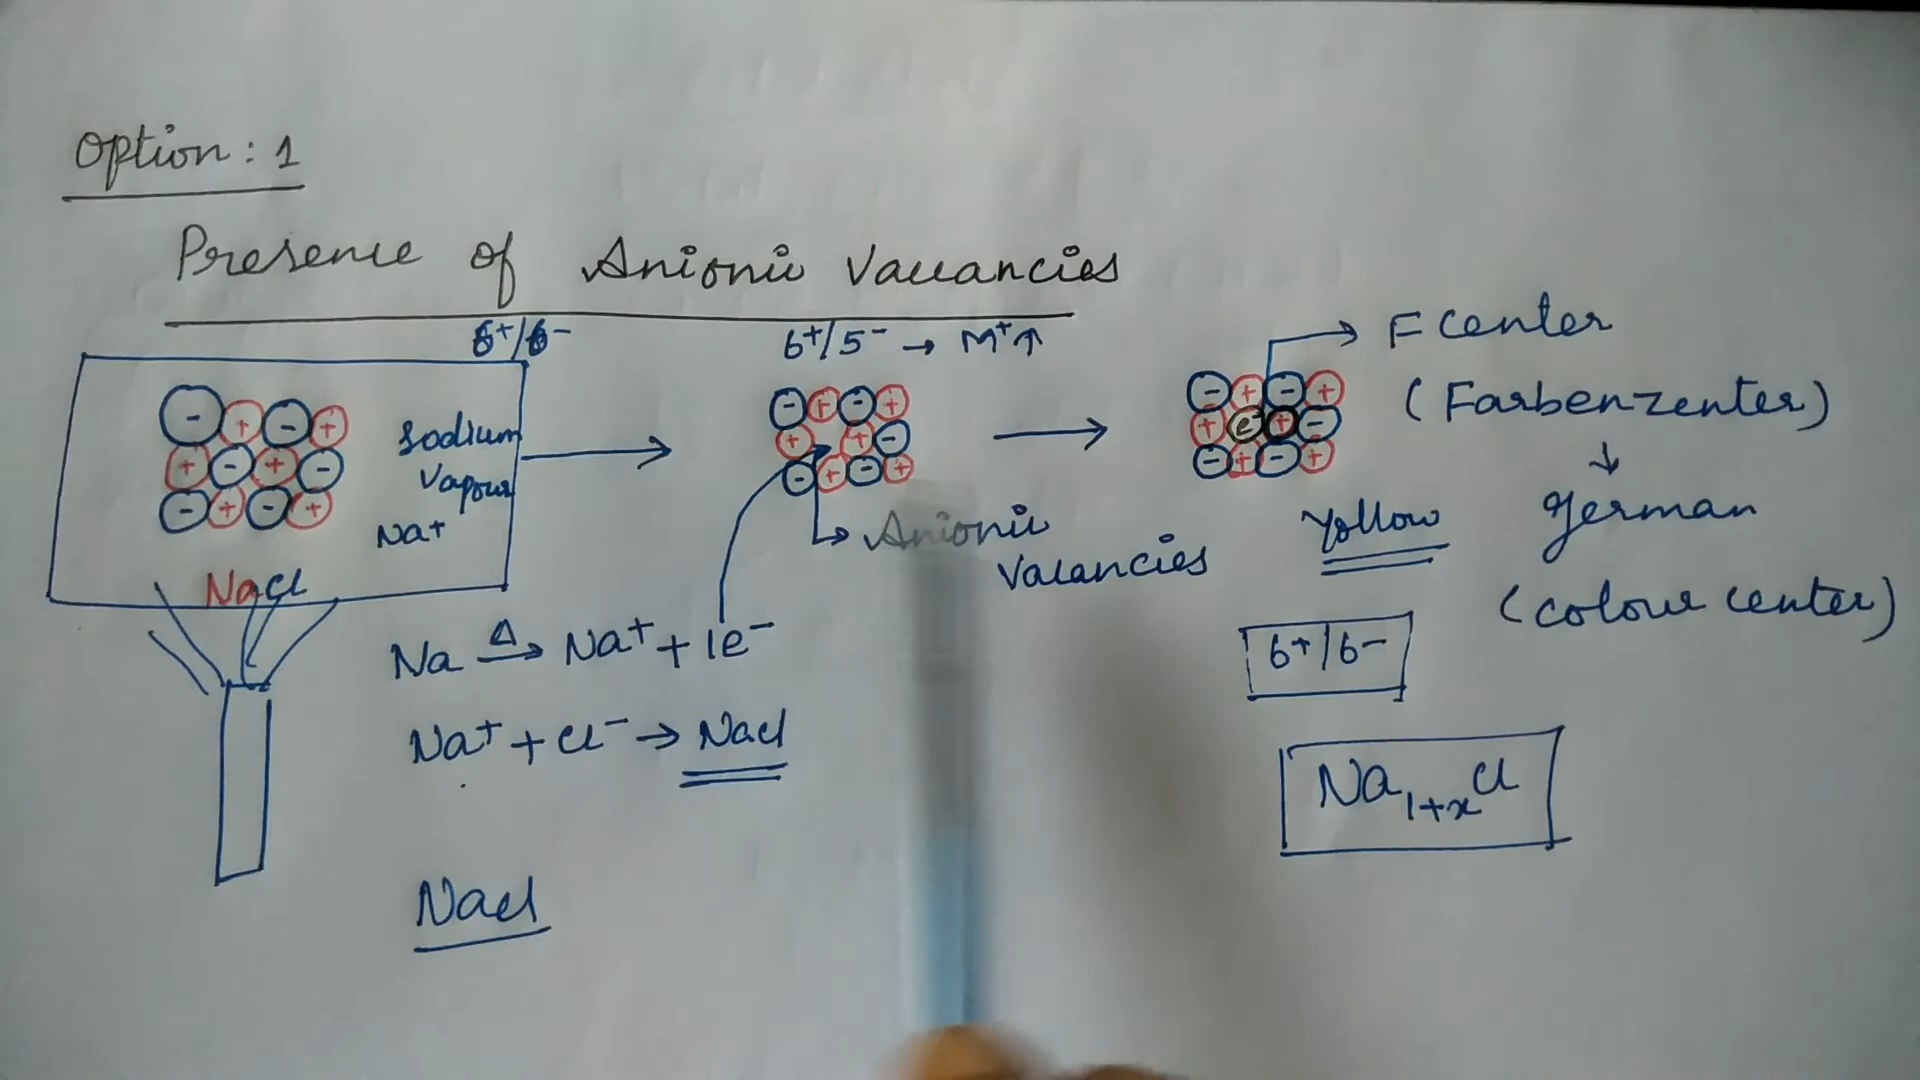 Option : 1
Presence of Anionic Vacancies
6+/6-
6+/5- → M+↑
F center
(Farbenzenter)
↓
german
(colour center)
Sodium
Vapour
Na+
NaCl
Anionic
Vacancies
Yellow
Na Δ→ Na+ + 1e-
6+/6-
Na+ + Cl- → NaCl
Na1+xCl
NaCl